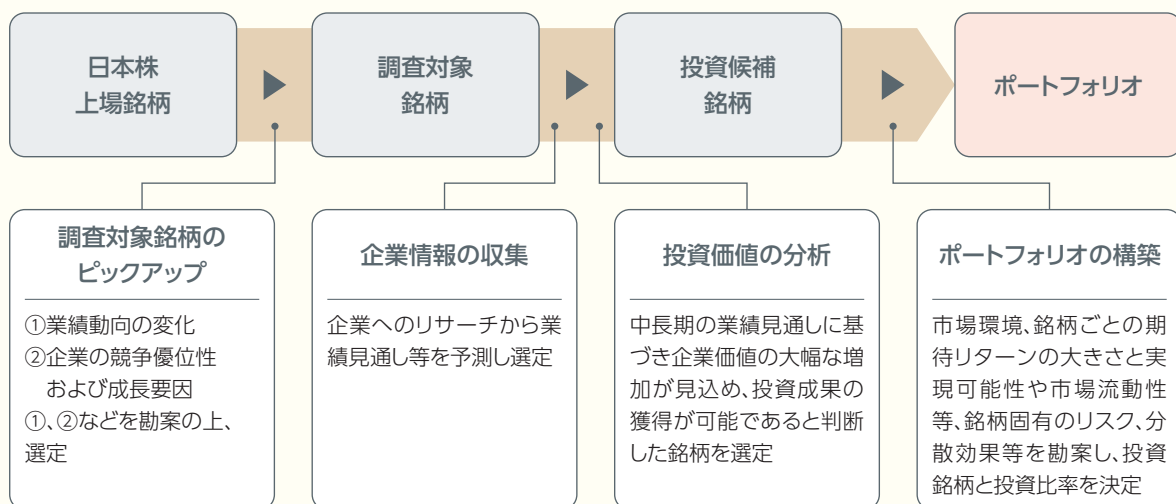 日本株
上場銘柄
調査対象
銘柄
投資候補
銘柄
ポートフォリオ
調査対象銘柄の
ピックアップ
①業績動向の変化
②企業の競争優位性
および成長要因
①、②などを勘案の上、
選定
企業情報の収集
企業へのリサーチから業
績見通し等を予測し選定
投資価値の分析
中長期の業績見通しに基
づき企業価値の大幅な増
加が見込め、投資成果の
獲得が可能であると判断
した銘柄を選定
ポートフォリオの構築
市場環境、銘柄ごとの期
待リターンの大きさと実
現可能性や市場流動性
等、銘柄固有のリスク、分
散効果等を勘案し、投資
銘柄と投資比率を決定